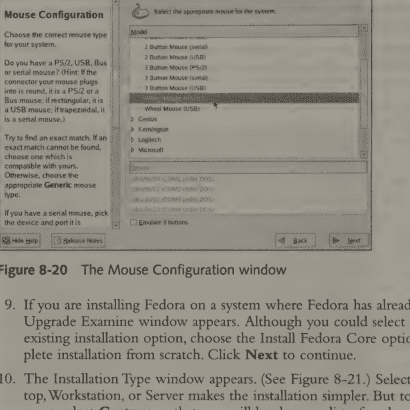 Mouse Configuration
Select the appropriate mouse for the system.
Choose the correct mouse type
for your system.
Do you have a PS/2, USB, Bus
or serial mouse? (Hint: If the
connector your mouse plugs
into is round, it is a PS/2 or a
Bus mouse; if rectangular, it is
a USB mouse; if trapezoidal, it
is a serial mouse.)
Try to find an exact match. If an
exact match cannot be found,
choose one which is
compatible with yours.
Otherwise, choose the
appropriate Generic mouse
type.
If you have a serial mouse, pick
the device and port it is
Model
2 Button Mouse (serial)
2 Button Mouse (USB)
3 Button Mouse (PS/2)
3 Button Mouse (serial)
3 Button Mouse (USB)
Wheel Mouse (USB)
Genius
Kensington
Logitech
Microsoft
Device
Emulate 3 buttons
Hide Help
Release Notes
Back
Next
Figure 8-20 The Mouse Configuration window
9. If you are installing Fedora on a system where Fedora has alread
Upgrade Examine window appears. Although you could select
existing installation option, choose the Install Fedora Core optio
plete installation from scratch. Click Next to continue.
10. The Installation Type window appears. (See Figure 8-21.) Select
top, Workstation, or Server makes the installation simpler. But to